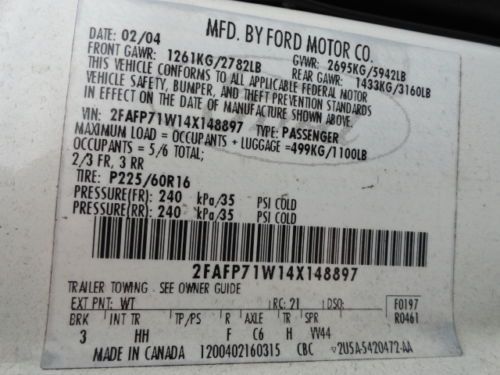 MFD. BY FORD MOTOR CO.
DATE: 02/04 GVWR: 2695KG/5942LB
FRONT GAWR: 1261KG/2782LB REAR GAWR: 1433KG/3160LB
THIS VEHICLE CONFORMS TO ALL APPLICABLE FEDERAL MOTOR
VEHICLE SAFETY, BUMPER, AND THEFT PREVENTION STANDARDS
IN EFFECT ON THE DATE OF MANUFACTURE SHOWN ABOVE.
VIN: 2FAFP71W14X148897 TYPE: PASSENGER
MAXIMUM LOAD = OCCUPANTS + LUGGAGE = 499KG/1100LB
OCCUPANTS = 5/6 TOTAL;
2/3 FR, 3 RR
TIRE: P225/60R16
PRESSURE(FR): 240 kPa/35 PSI COLD
PRESSURE(RR): 240 kPa/35 PSI COLD
2FAFP71W14X148897
TRAILER TOWING - SEE OWNER GUIDE
EXT PNT: WT RC: 21 DSO: F0197
BRK INT TR TP/PS R AXLE TR SPR R0461
3 HH F C6 H VV44
MADE IN CANADA 1200402160315 CBC 2U5A-5420472-AA